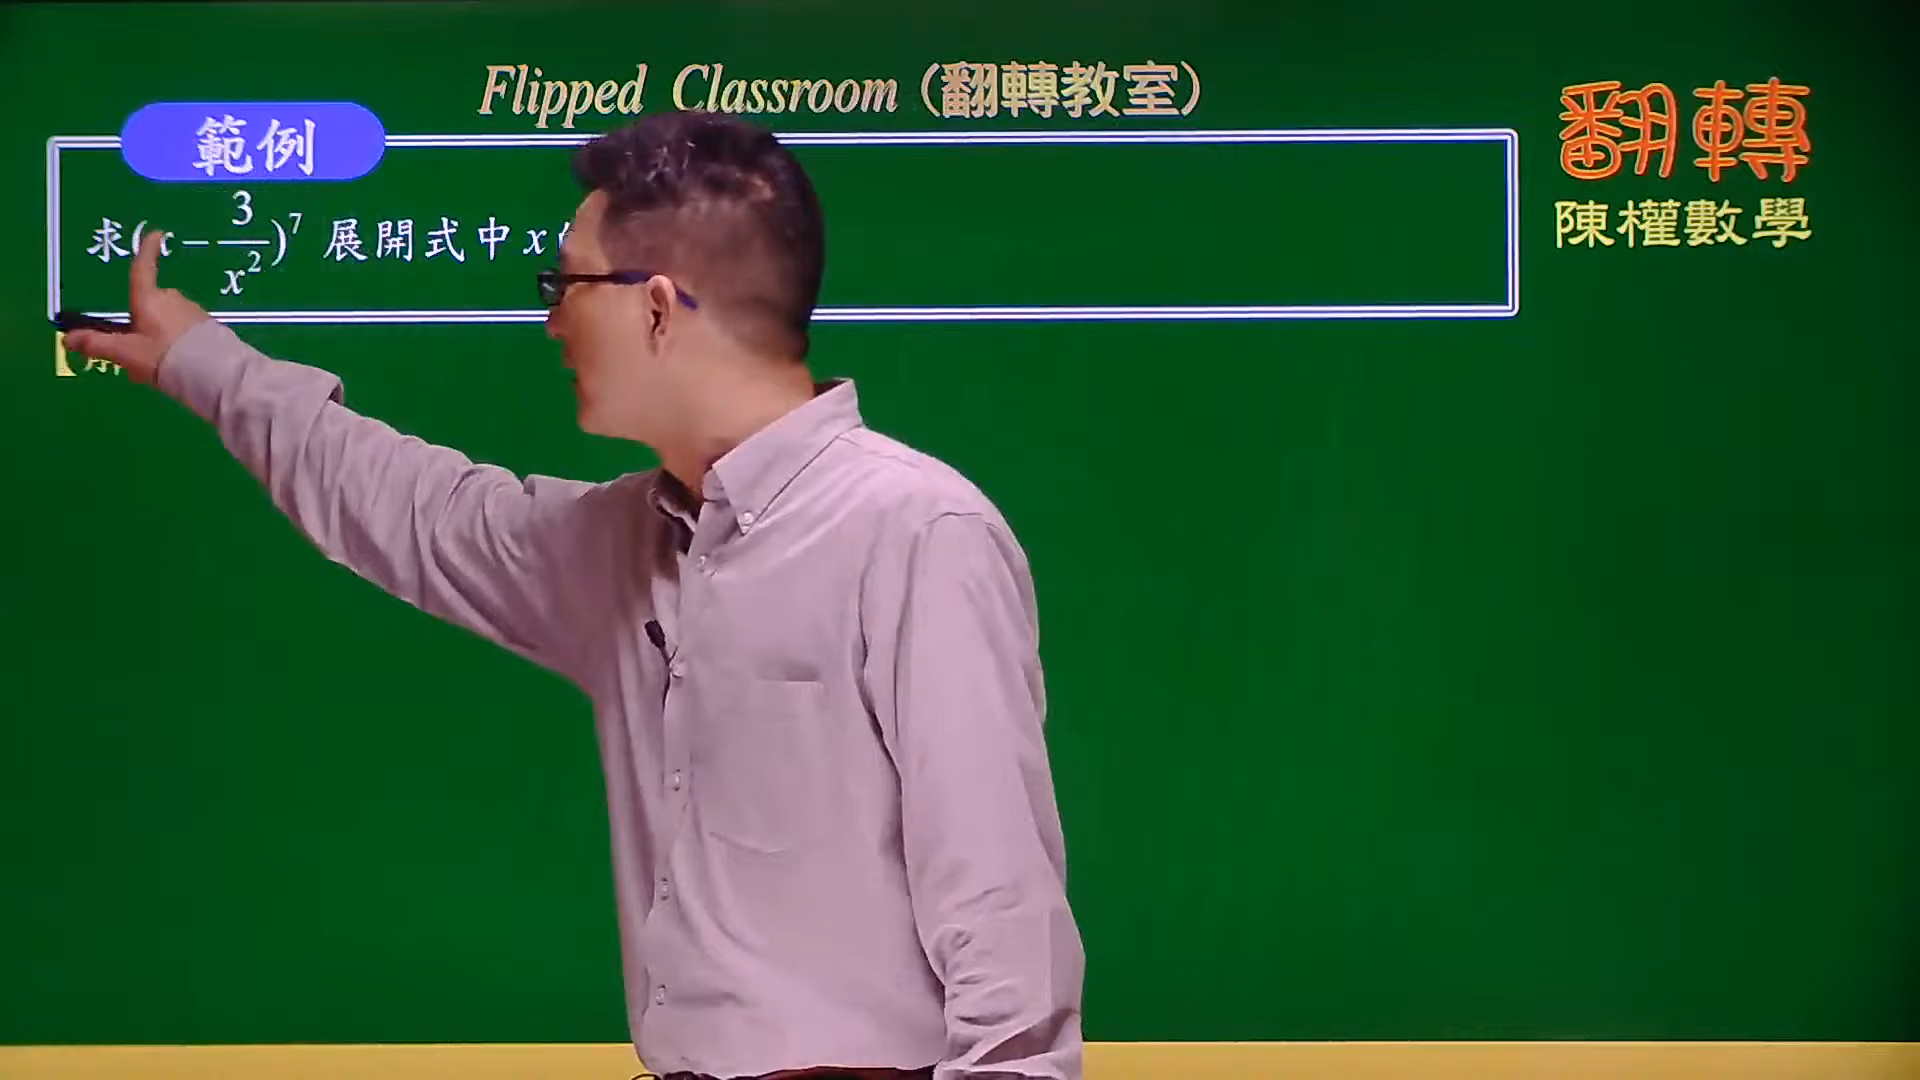 Flipped Classroom (翻轉教室)
翻轉
範例
陳權數學
求(x - 3/x²)⁷ 展開式中 x
【解